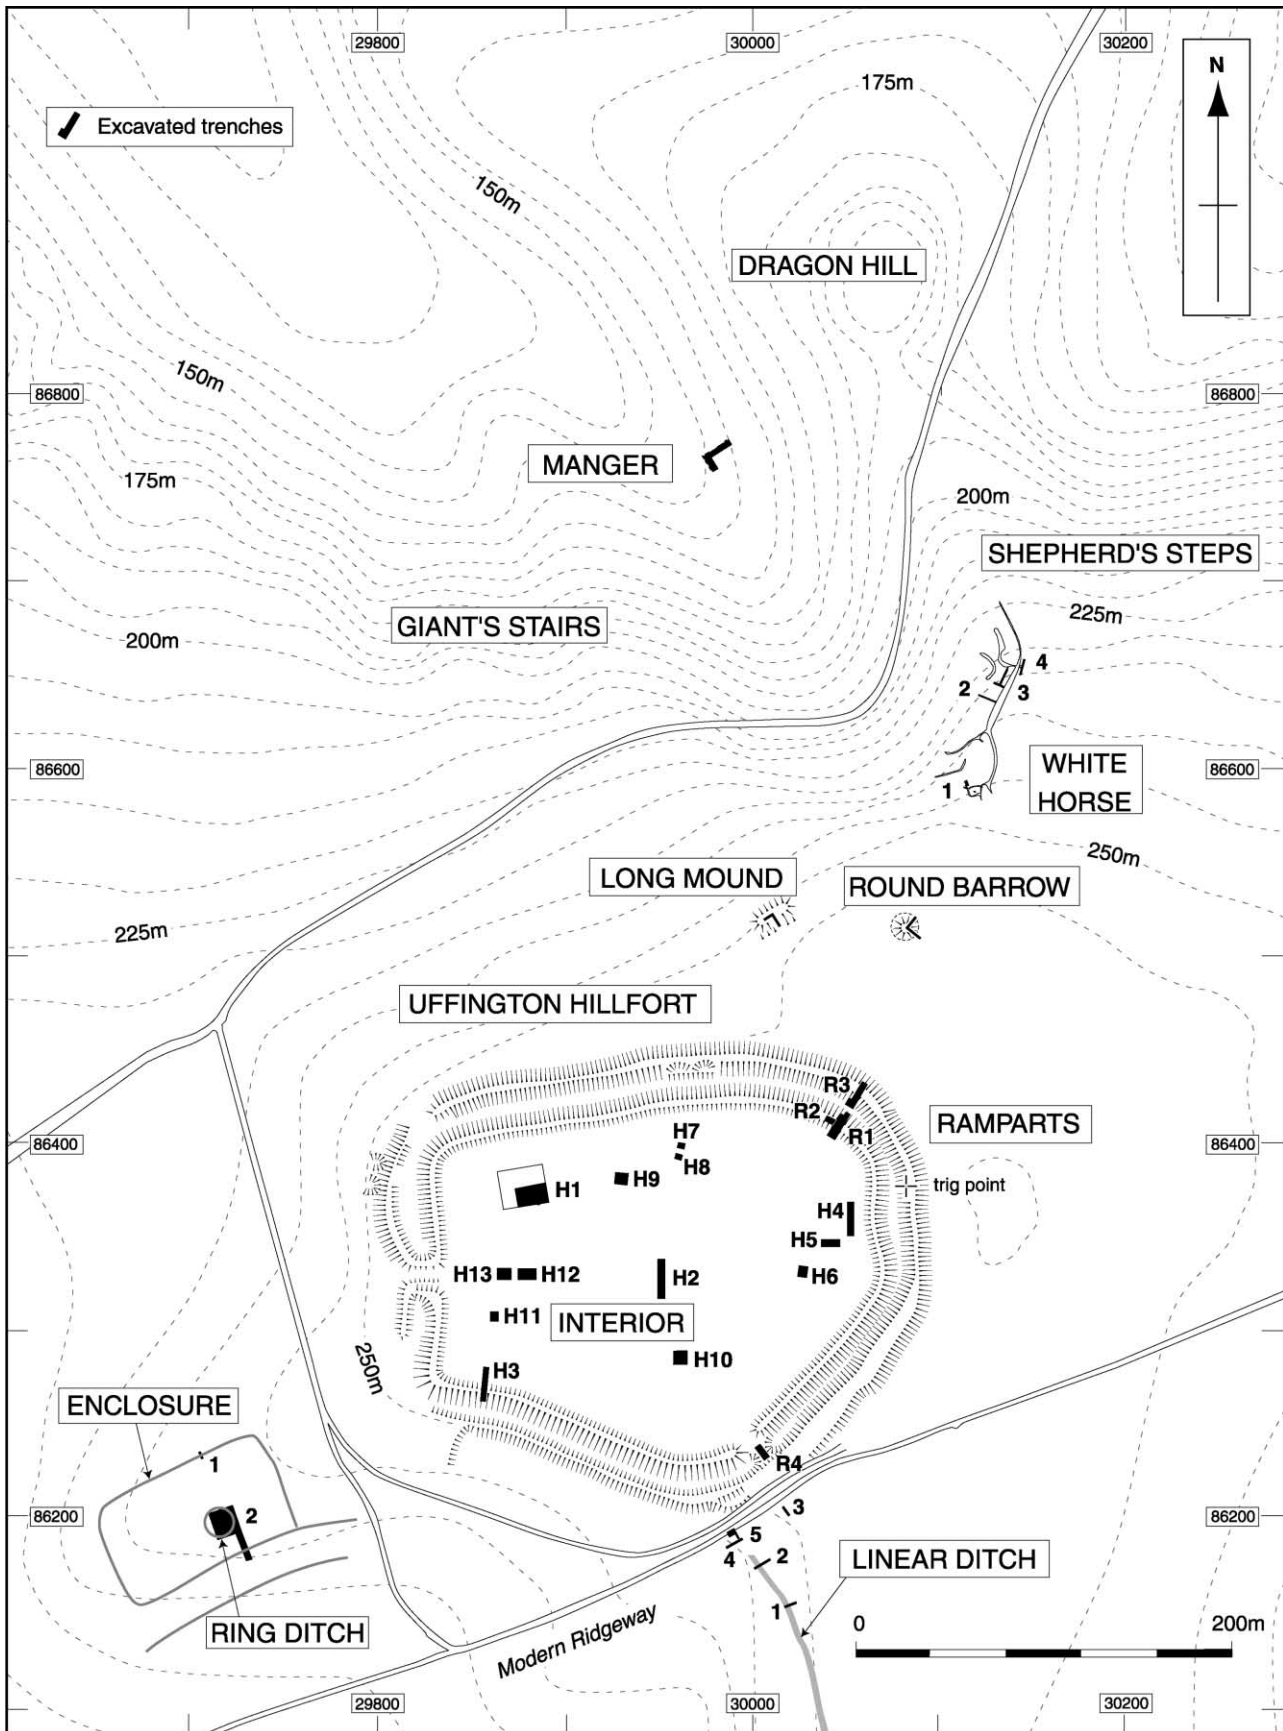 29800
30000
30200
N
175m
Excavated trenches
150m
DRAGON HILL
150m
86800
86800
MANGER
175m
200m
SHEPHERD'S STEPS
225m
GIANT'S STAIRS
200m
4
2
3
86600
86600
WHITE
HORSE
1
250m
LONG MOUND
ROUND BARROW
225m
UFFINGTON HILLFORT
R3
R2
R1
RAMPARTS
86400
86400
H7
H8
H9
H1
trig point
H4
H5
H6
H13
H12
H2
H11
INTERIOR
H10
H3
250m
ENCLOSURE
1
R4
86200
86200
2
3
5
4
2
LINEAR DITCH
1
RING DITCH
Modern Ridgeway
0
200m
29800
30000
30200